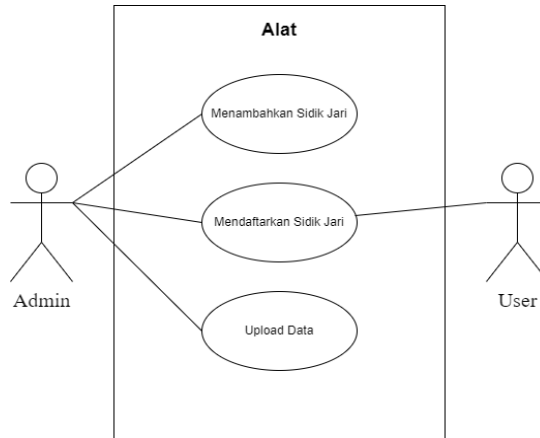 Alat
Menambahkan Sidik Jari
Mendaftarkan Sidik Jari
Admin
User
Upload Data